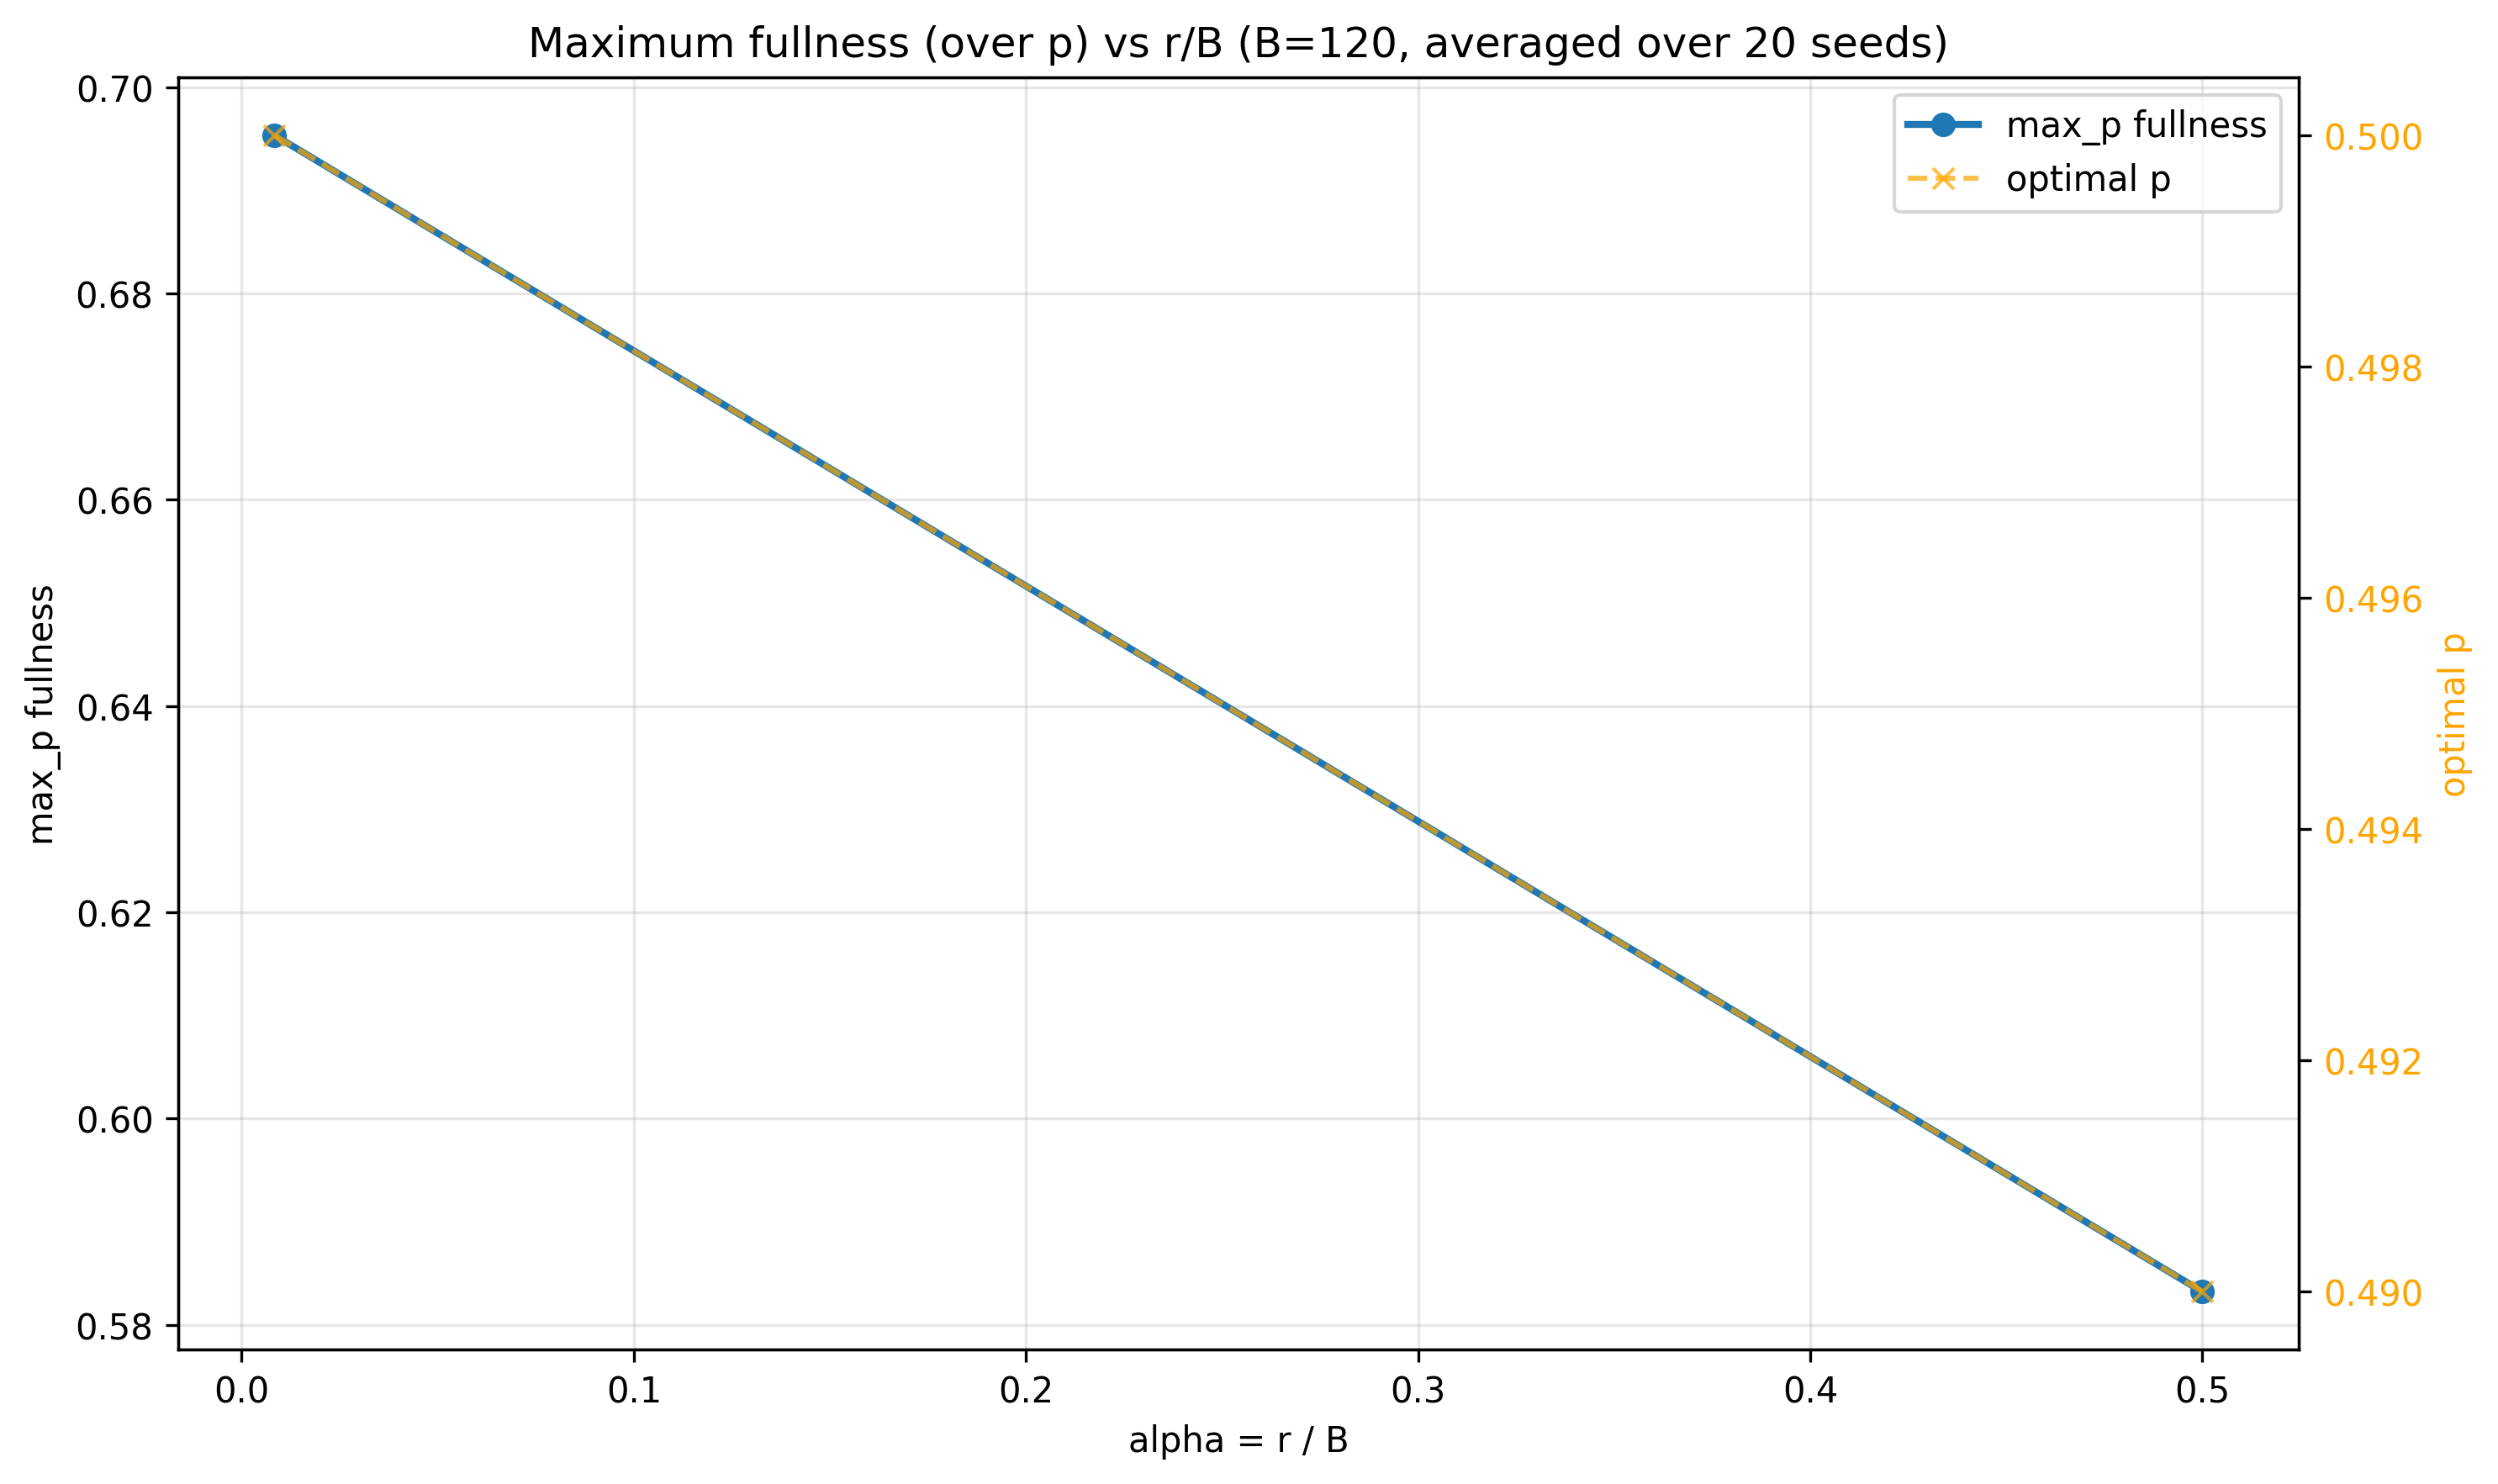 Maximum fullness (over p) vs r/B (B=120, averaged over 20 seeds)
max_p fullness
optimal p
0.70
0.68
0.66
0.64
0.62
0.60
0.58
max_p fullness
0.500
0.498
0.496
0.494
0.492
0.490
optimal p
0.0 0.1 0.2 0.3 0.4 0.5
alpha = r / B